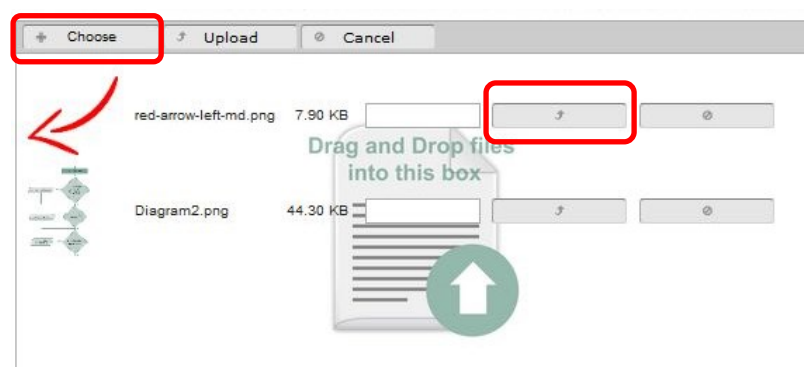 Choose Upload Cancel
red-arrow-left-md.png 7.90 KB
Drag and Drop files
into this box
Diagram2.png 44.30 KB